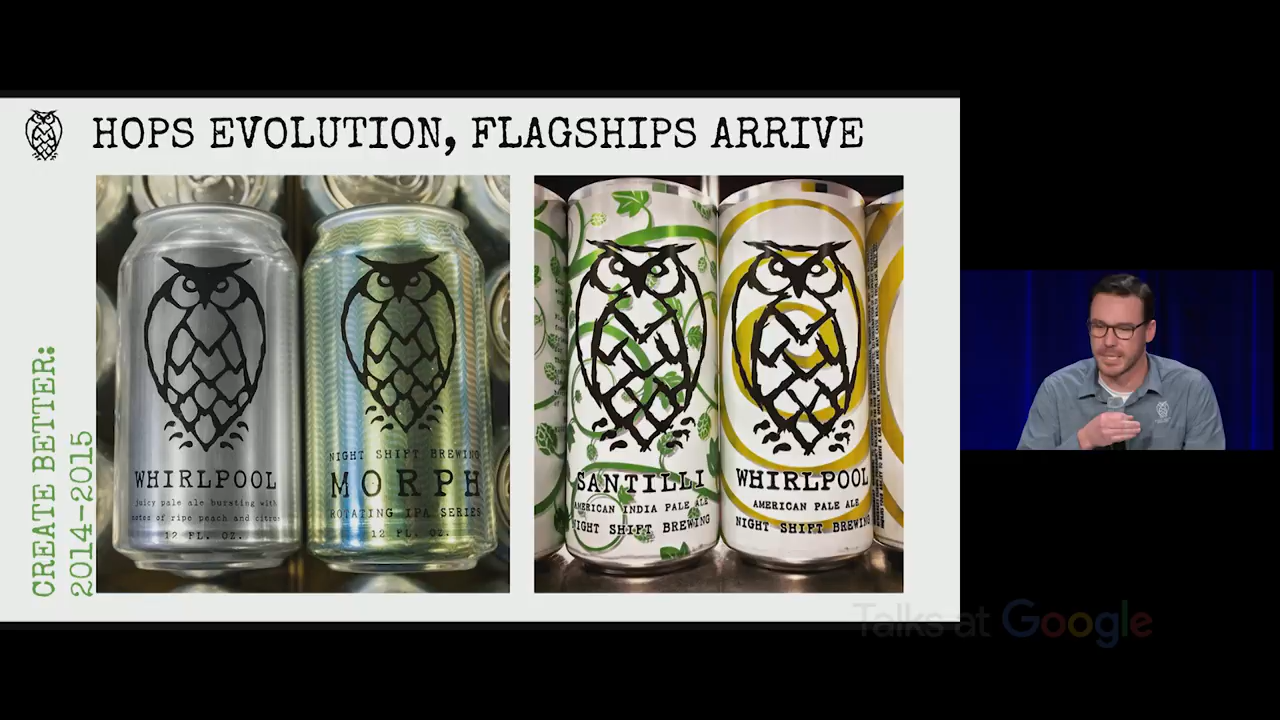 HOPS EVOLUTION, FLAGSHIPS ARRIVE
CREATE BETTER:
2014-2015
WHIRLPOOL
juicy pale ale bursting with
notes of ripe peach and citrus
12 FL. OZ.
NIGHT SHIFT BREWING
MORPH
ROTATING IPA SERIES
12 FL. OZ.
SANTILLI
AMERICAN INDIA PALE ALE
NIGHT SHIFT BREWING
WHIRLPOOL
AMERICAN PALE ALE
NIGHT SHIFT BREWING
Talks at Google